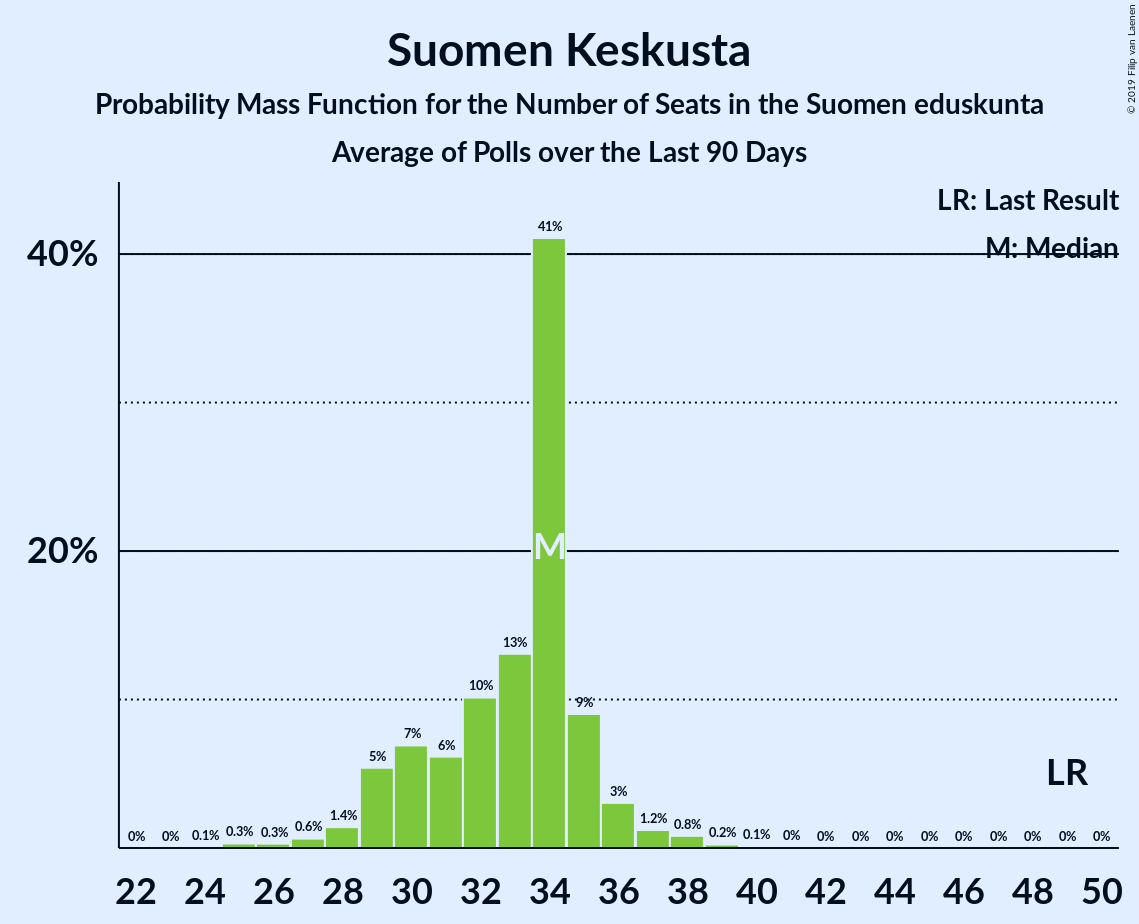 Suomen Keskusta
Probability Mass Function for the Number of Seats in the Suomen eduskunta
Average of Polls over the Last 90 Days
© 2019 Filip van Laenen
LR: Last Result
M: Median
40%
20%
0% 0% 0.1% 0.3% 0.3% 0.6% 1.4% 5% 7% 6% 10% 13% 41% 9% 3% 1.2% 0.8% 0.2% 0.1% 0% 0% 0% 0% 0% 0% 0% 0% 0% 0%
M
LR
22 24 26 28 30 32 34 36 38 40 42 44 46 48 50